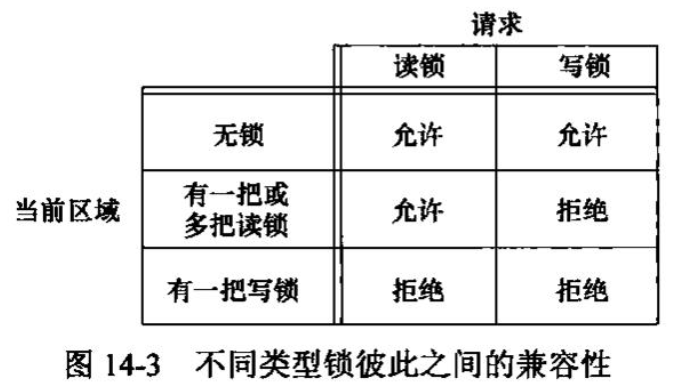 请求
读锁 写锁
无锁 允许 允许
当前区域 有一把或
多把读锁 允许 拒绝
有一把写锁 拒绝 拒绝
图 14-3 不同类型锁彼此之间的兼容性